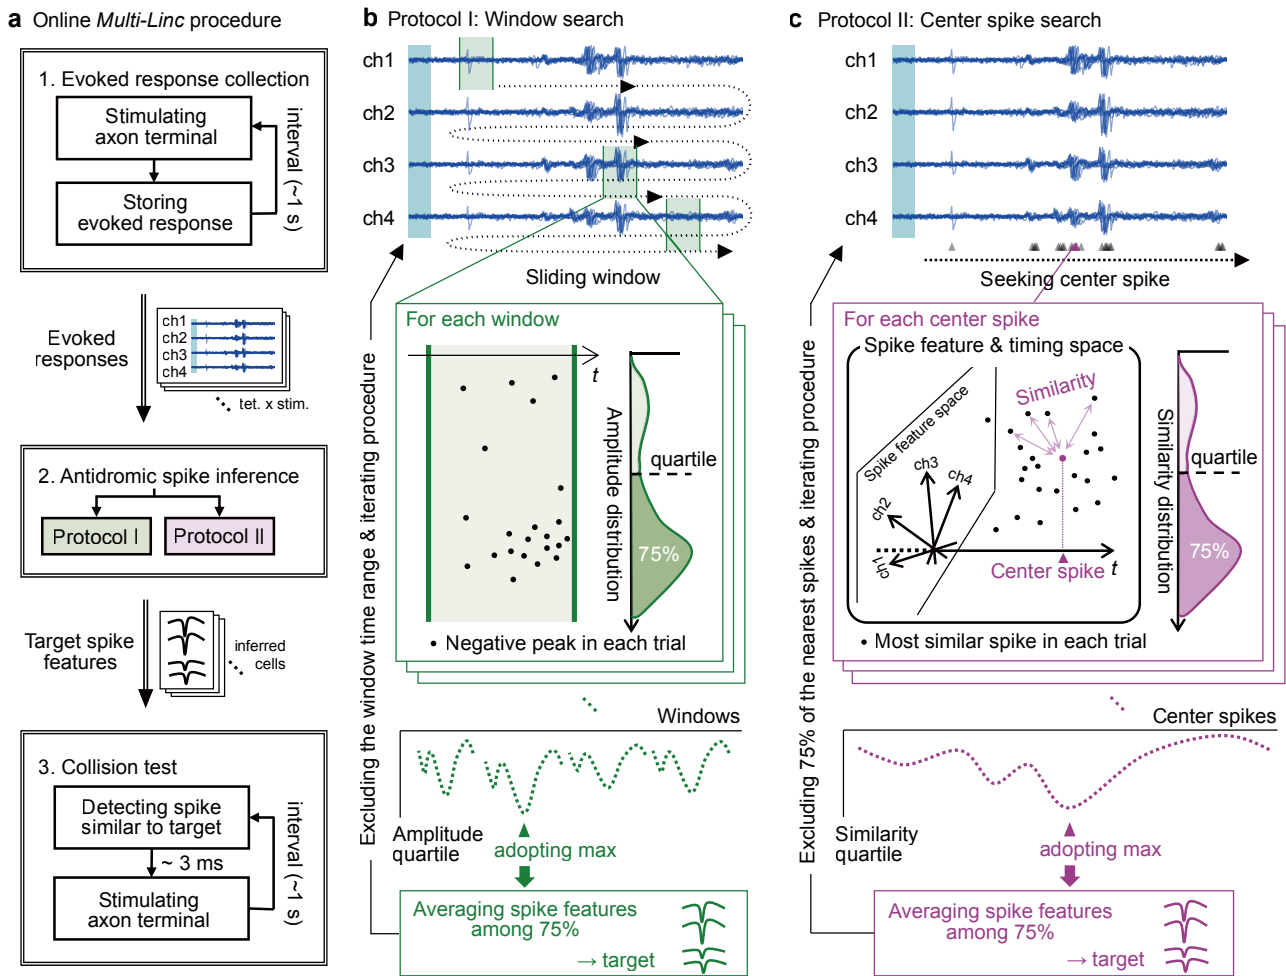 a Online Multi-Linc procedure
1. Evoked response collection
Stimulating
axon terminal
Storing
evoked response
interval (~1 s)
Evoked
responses
ch1
ch2
ch3
ch4
tet. x stim.
2. Antidromic spike inference
Protocol I
Protocol II
Target spike
features
inferred
cells
3. Collision test
Detecting spike
similar to target
~ 3 ms
Stimulating
axon terminal
interval (~1 s)
b Protocol I: Window search
ch1
ch2
ch3
ch4
Sliding window
Excluding the window time range & iterating procedure
For each window
t
Amplitude distribution
quartile
75%
• Negative peak in each trial
Windows
Amplitude
quartile
adopting max
Averaging spike features
among 75%
→ target
c Protocol II: Center spike search
ch1
ch2
ch3
ch4
Seeking center spike
Excluding 75% of the nearest spikes & iterating procedure
For each center spike
Spike feature & timing space
Spike feature space
Similarity
ch3
ch4
ch2
ch1
t
Center spike
Similarity distribution
quartile
75%
• Most similar spike in each trial
Center spikes
Similarity
quartile
adopting max
Averaging spike features
among 75%
→ target